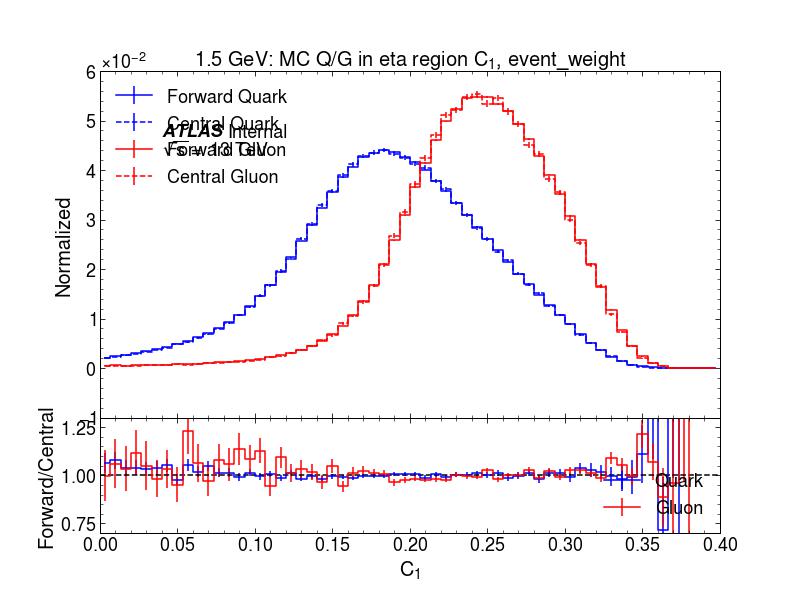 1.5 GeV: MC Q/G in eta region C₁, event_weight
×10⁻²
6
5
4
3
2
1
0
−1
Normalized
Forward Quark
Central Quark
ATLAS Internal
Forward Gluon
√s = 13 TeV
Central Gluon
Forward/Central
1.25
1.00
0.75
Quark
Gluon
0.00 0.05 0.10 0.15 0.20 0.25 0.30 0.35 0.40
C₁